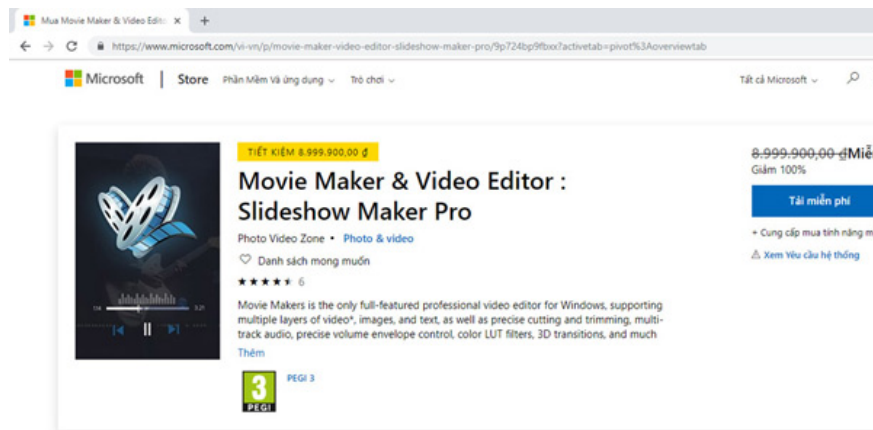 Mua Movie Maker & Video Edito
https://www.microsoft.com/vi-vn/p/movie-maker-video-editor-slideshow-maker-pro/9p724bp9fbxx?activetab=pivot%3Aoverviewtab
Microsoft | Store Phần Mềm Và ứng dụng Trò chơi Tất cả Microsoft
TIẾT KIỆM 8.999.900,00 ₫
8.999.900,00 ₫Miễ
Giảm 100%
Movie Maker & Video Editor :
Slideshow Maker Pro
Tải miễn phí
Photo Video Zone • Photo & video
+ Cung cấp mua tính năng m
Danh sách mong muốn
Xem Yêu cầu hệ thống
6
Movie Makers is the only full-featured professional video editor for Windows, supporting
multiple layers of video*, images, and text, as well as precise cutting and trimming, multi-
track audio, precise volume envelope control, color LUT filters, 3D transitions, and much
Thêm
3:21
3
PEGI
PEGI 3